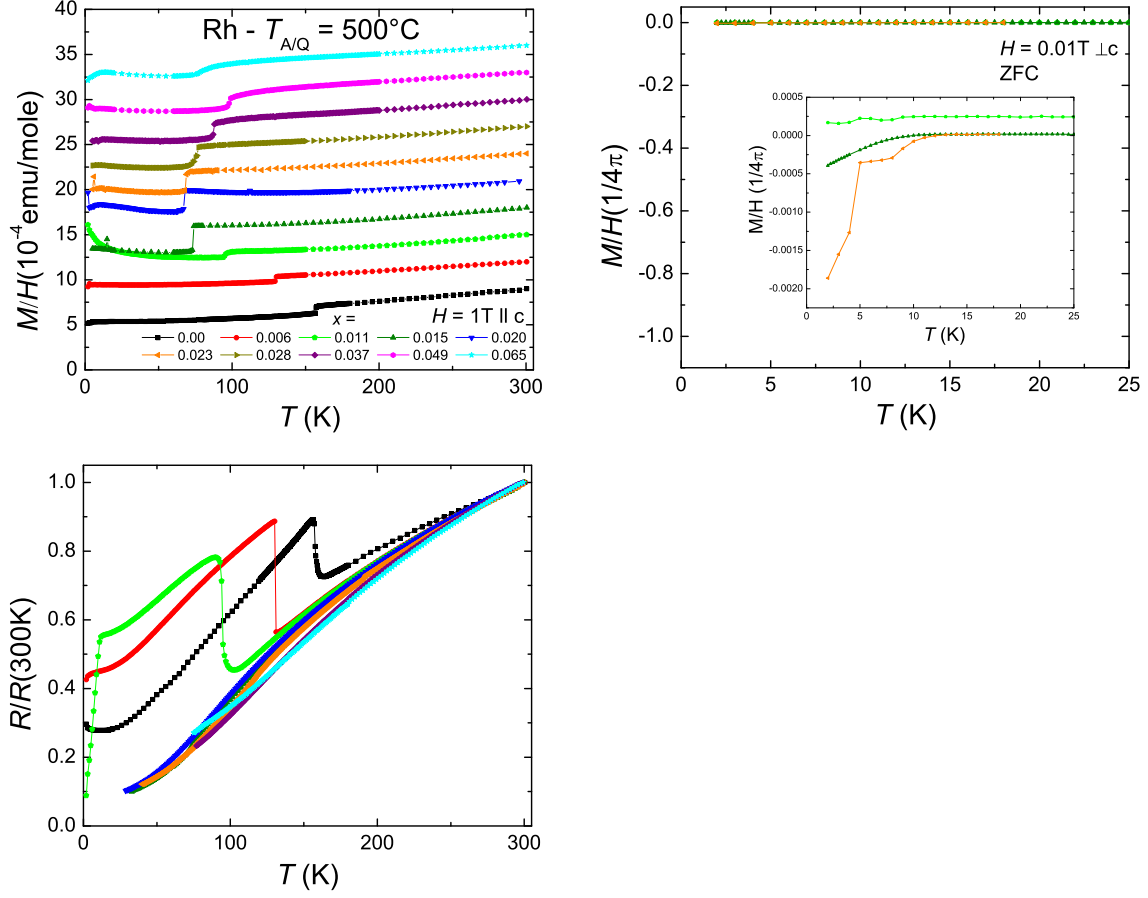 Rh - T_A/Q = 500°C
M/H(10⁻⁴emu/mole)
40
35
30
25
20
15
10
5
0
x = H = 1T || c
0.00 0.006 0.011 0.015 0.020
0.023 0.028 0.037 0.049 0.065
0 100 200 300
T (K)
0.0
-0.2
-0.4
-0.6
-0.8
-1.0
M/H(1/4π)
H = 0.01T ⊥c
ZFC
0.0005
0.0000
-0.0005
-0.0010
-0.0015
-0.0020
M/H (1/4π)
0 5 10 15 20 25
T (K)
0 5 10 15 20 25
T (K)
1.0
0.8
0.6
0.4
0.2
0.0
R/R(300K)
0 100 200 300
T (K)